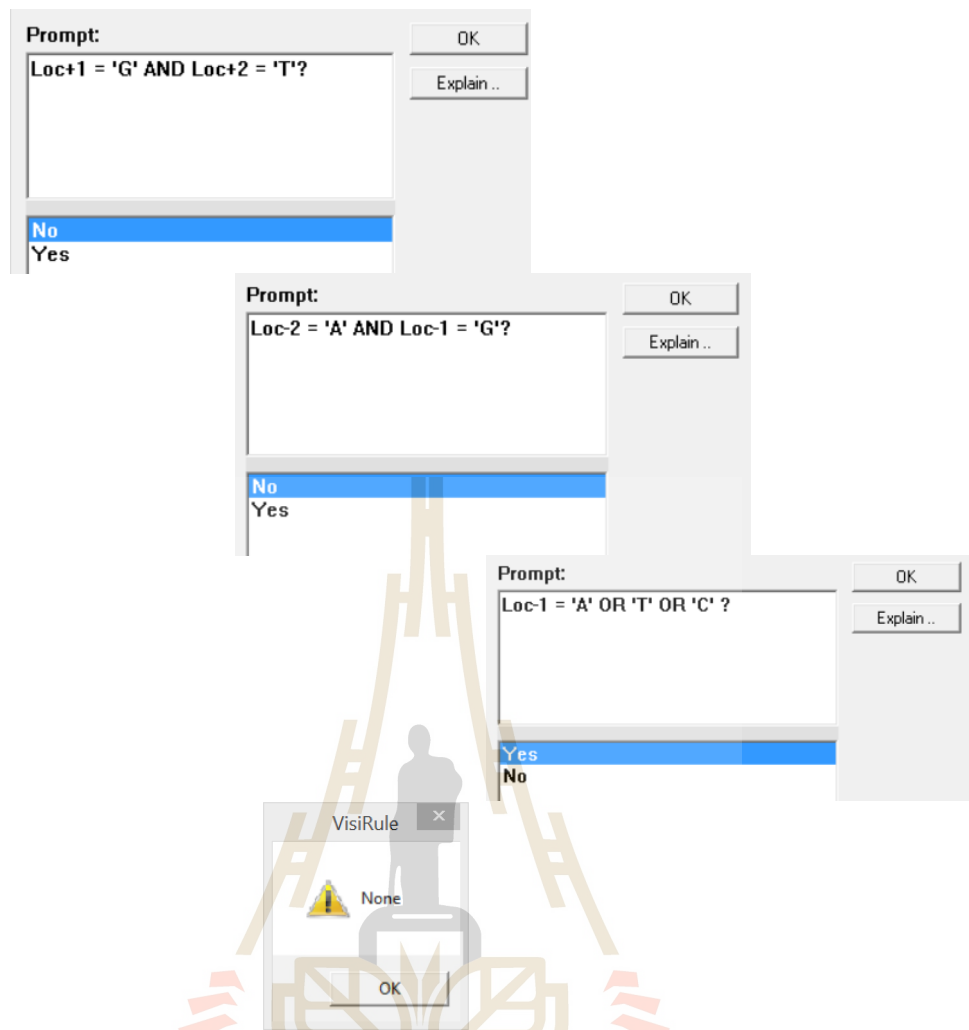 Prompt:
OK
Loc+1 = 'G' AND Loc+2 = 'T'?
Explain ..
No
Yes
Prompt:
OK
Loc-2 = 'A' AND Loc-1 = 'G'?
Explain ..
No
Yes
Prompt:
OK
Loc-1 = 'A' OR 'T' OR 'C' ?
Explain ..
Yes
No
VisiRule
None
OK